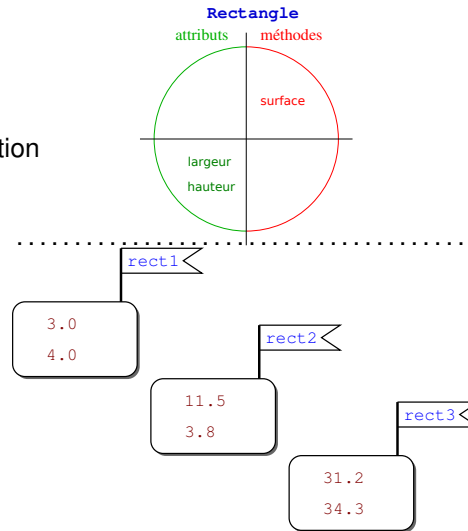 Rectangle
attributs méthodes
surface
tion
largeur
hauteur
rect1
3.0
4.0
rect2
11.5
3.8
rect3
31.2
34.3